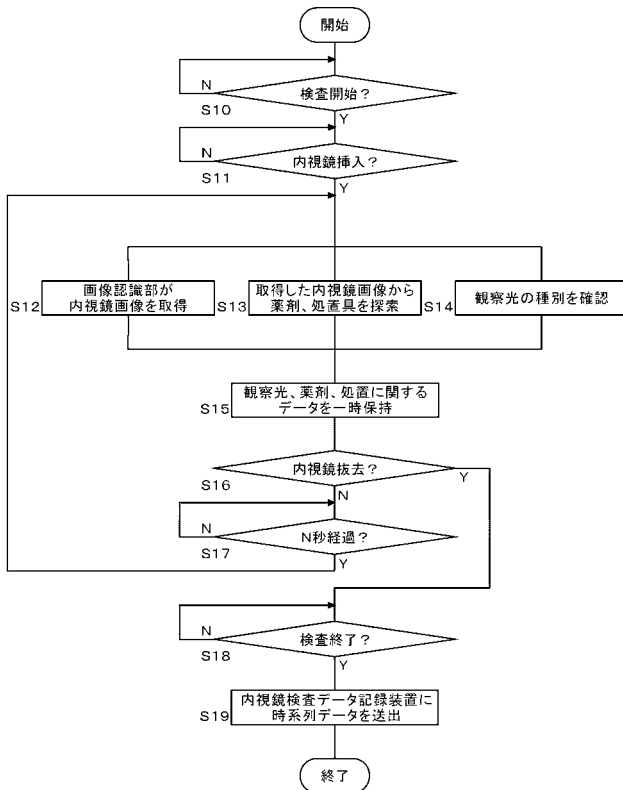 開始
検査開始?
N
S10
Y
内視鏡挿入?
N
S11
Y
S12
画像認識部が
内視鏡画像を取得
S13
取得した内視鏡画像から
薬剤、処置具を探索
S14
観察光の種別を確認
S15
観察光、薬剤、処置に関する
データを一時保持
内視鏡抜去?
S16
Y
N
N秒経過?
N
S17
Y
検査終了?
N
S18
Y
S19
内視鏡検査データ記録装置に
時系列データを送出
終了